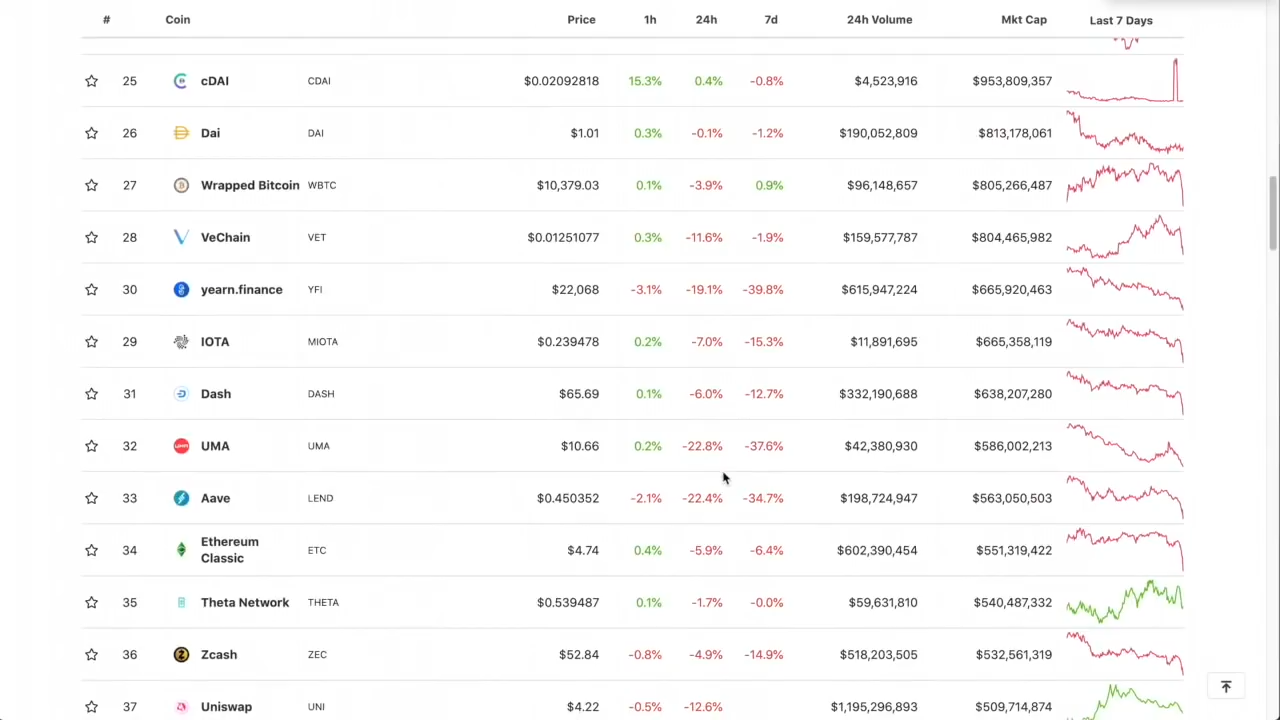 # Coin Price 1h 24h 7d 24h Volume Mkt Cap Last 7 Days
25 cDAI CDAI $0.02092818 15.3% 0.4% -0.8% $4,523,916 $953,809,357
26 Dai DAI $1.01 0.3% -0.1% -1.2% $190,052,809 $813,178,061
27 Wrapped Bitcoin WBTC $10,379.03 0.1% -3.9% 0.9% $96,148,657 $805,266,487
28 VeChain VET $0.01251077 0.3% -11.6% -1.9% $159,577,787 $804,465,982
30 yearn.finance YFI $22,068 -3.1% -19.1% -39.8% $615,947,224 $665,920,463
29 IOTA MIOTA $0.239478 0.2% -7.0% -15.3% $11,891,695 $665,358,119
31 Dash DASH $65.69 0.1% -6.0% -12.7% $332,190,688 $638,207,280
32 UMA UMA $10.66 0.2% -22.8% -37.6% $42,380,930 $586,002,213
33 Aave LEND $0.450352 -2.1% -22.4% -34.7% $198,724,947 $563,050,503
34 Ethereum Classic ETC $4.74 0.4% -5.9% -6.4% $602,390,454 $551,319,422
35 Theta Network THETA $0.539487 0.1% -1.7% -0.0% $59,631,810 $540,487,332
36 Zcash ZEC $52.84 -0.8% -4.9% -14.9% $518,203,505 $532,561,319
37 Uniswap UNI $4.22 -0.5% -12.6% $1,195,296,893 $509,714,874